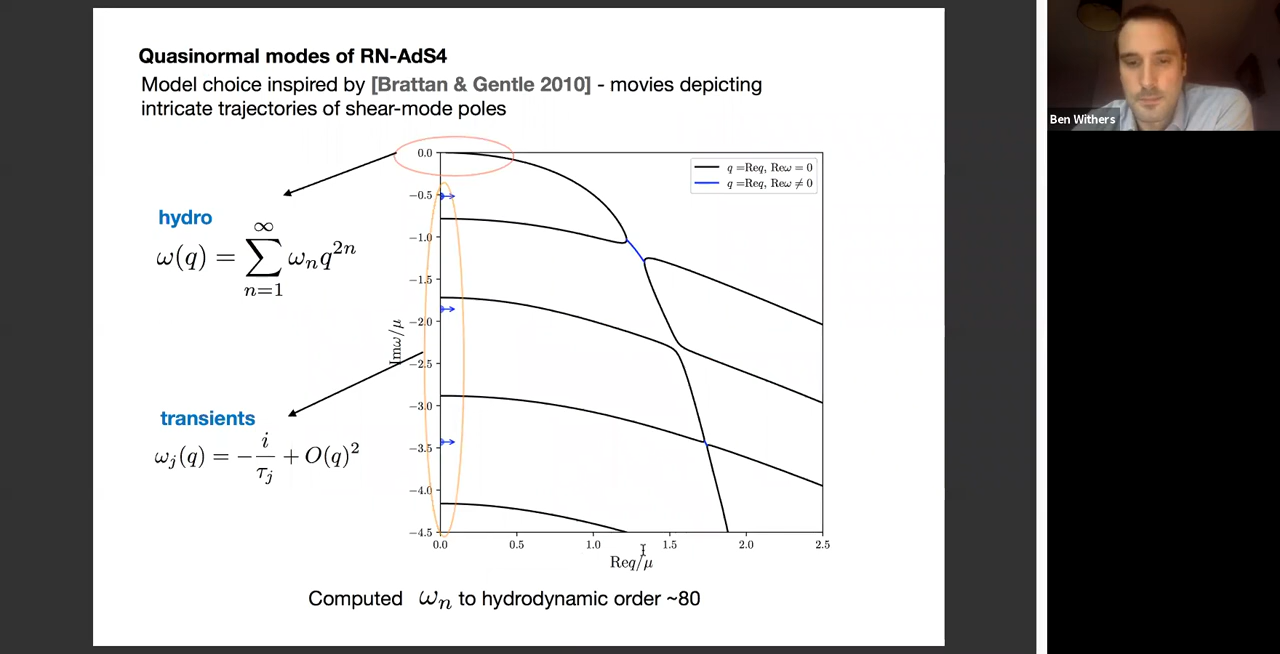 Quasinormal modes of RN-AdS4
Model choice inspired by [Brattan & Gentle 2010] - movies depicting
intricate trajectories of shear-mode poles
hydro
ω(q) = ∑_{n=1}^{∞} ω_n q^{2n}
transients
ω_j(q) = -i/τ_j + O(q)^2
q =Req, Reω = 0
q =Req, Reω ≠ 0
0.0
−0.5
−1.0
−1.5
−2.0
−2.5
−3.0
−3.5
−4.0
−4.5
Imω/μ
0.0 0.5 1.0 1.5 2.0 2.5
Req/μ
Computed ω_n to hydrodynamic order ~80
Ben Withers